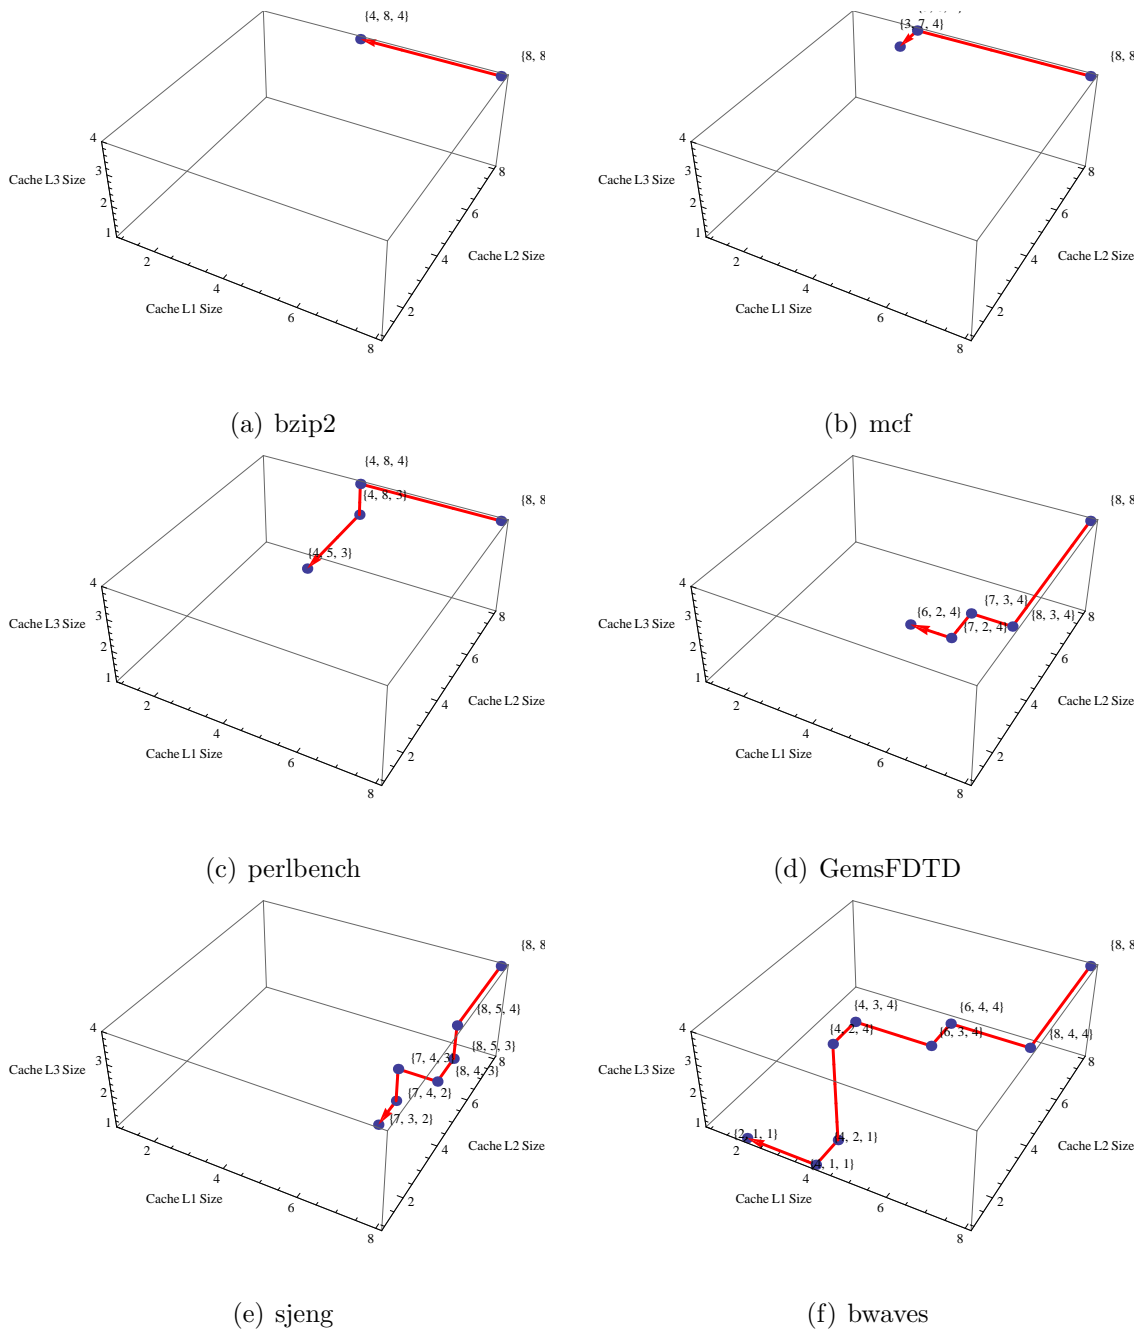 {4, 8, 4}
{8, 8
4
3
2
1
Cache L3 Size
2
4
6
8
Cache L1 Size
2
4
6
8
Cache L2 Size
(a) bzip2
{3, 7, 4}
{8, 8
4
3
2
1
Cache L3 Size
2
4
6
8
Cache L1 Size
2
4
6
8
Cache L2 Size
(b) mcf
{4, 8, 4}
{4, 8, 3}
{4, 5, 3}
{8, 8
4
3
2
1
Cache L3 Size
2
4
6
8
Cache L1 Size
2
4
6
8
Cache L2 Size
(c) perlbench
{8, 8
{7, 3, 4}
{6, 2, 4}
{8, 3, 4}
{7, 2, 4}
4
3
2
1
Cache L3 Size
2
4
6
8
Cache L1 Size
2
4
6
8
Cache L2 Size
(d) GemsFDTD
{8, 8
{8, 5, 4}
{8, 5, 3}
{7, 4, 3}
{8, 4, 3}
{7, 4, 2}
{7, 3, 2}
4
3
2
1
Cache L3 Size
2
4
6
8
Cache L1 Size
2
4
6
8
Cache L2 Size
(e) sjeng
{8, 8
{4, 3, 4}
{6, 4, 4}
{4, 2, 4}
{6, 3, 4}
{8, 4, 4}
{2, 1, 1}
{4, 2, 1}
{4, 1, 1}
4
3
2
1
Cache L3 Size
2
4
6
8
Cache L1 Size
2
4
6
8
Cache L2 Size
(f) bwaves